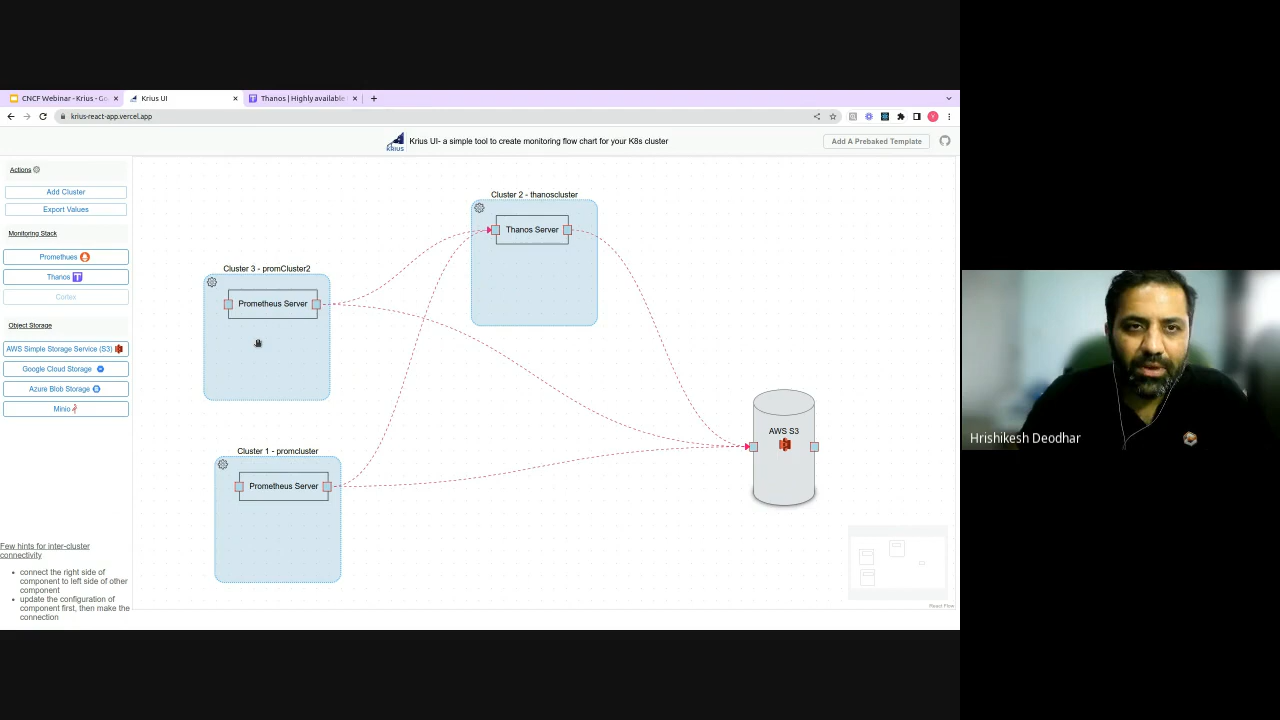 CNCF Webinar - Krius - Go
Krius UI
Thanos | Highly available
krius-react-app.vercel.app
KRIUS
Krius UI- a simple tool to create monitoring flow chart for your K8s cluster
Add A Prebaked Template
Actions
Add Cluster
Export Values
Monitoring Stack
Promethues
Thanos
Cortex
Object Storage
AWS Simple Storage Service (S3)
Google Cloud Storage
Azure Blob Storage
Minio
Few hints for inter-cluster
connectivity
connect the right side of
component to left side of other
component
update the configuration of
component first, then make the
connection
Cluster 2 - thanoscluster
Thanos Server
Cluster 3 - promCluster2
Prometheus Server
Cluster 1 - promcluster
Prometheus Server
AWS S3
React Flow
Hrishikesh Deodhar